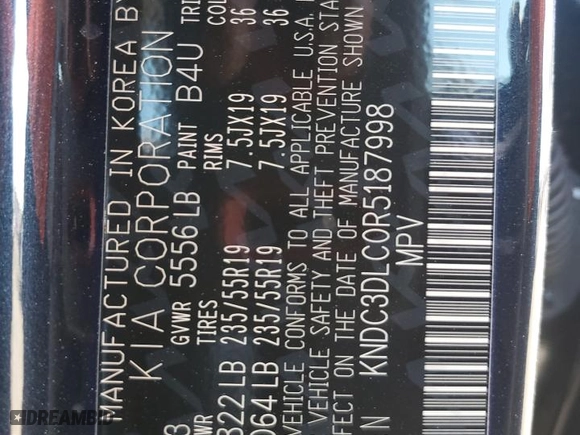 MANUFACTURED IN KOREA BY
KIA CORPORATION
GVWR 5556 LB PAINT B4U
TIRES RIMS
322 LB 235/55R19 7.5JX19 36
064 LB 235/55R19 7.5JX19 36
VEHICLE CONFORMS TO ALL APPLICABLE U.S.A.
VEHICLE SAFETY AND THEFT PREVENTION
ON THE DATE OF MANUFACTURE SHOWN
KNDC3DLC0R5187998
MPV
DREAMBID